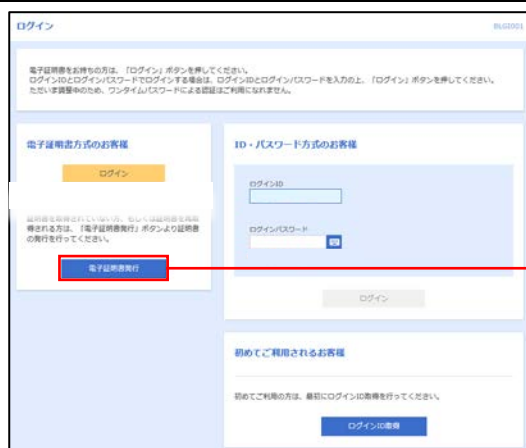 ログイン
BLGI001
電子証明書をお持ちの方は、「ログイン」ボタンを押してください。
ログインIDとログインパスワードでログインする場合は、ログインIDとログインパスワードを入力の上、「ログイン」ボタンを押してください。
ただいま調整中のため、ワンタイムパスワードによる認証はご利用になれません。
電子証明書方式のお客様
ログイン
証明書を取得されていない方、もしくは証明書を再取
得される方は、「電子証明書発行」ボタンより証明書
の発行を行ってください。
電子証明書発行
ID・パスワード方式のお客様
ログインID
ログインパスワード
ログイン
初めてご利用されるお客様
初めてご利用の方は、最初にログインID取得を行ってください。
ログインID取得